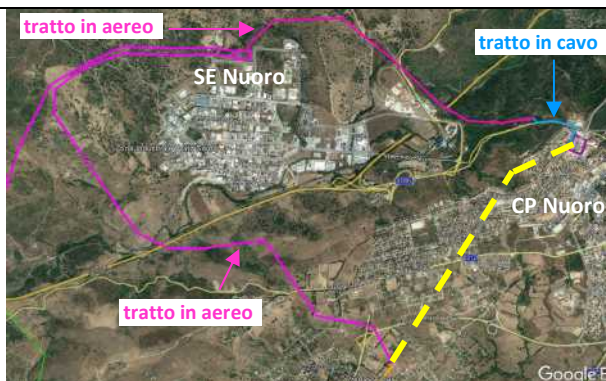 tratto in aereo
tratto in cavo
SE Nuoro
CP Nuoro
tratto in aereo
Google